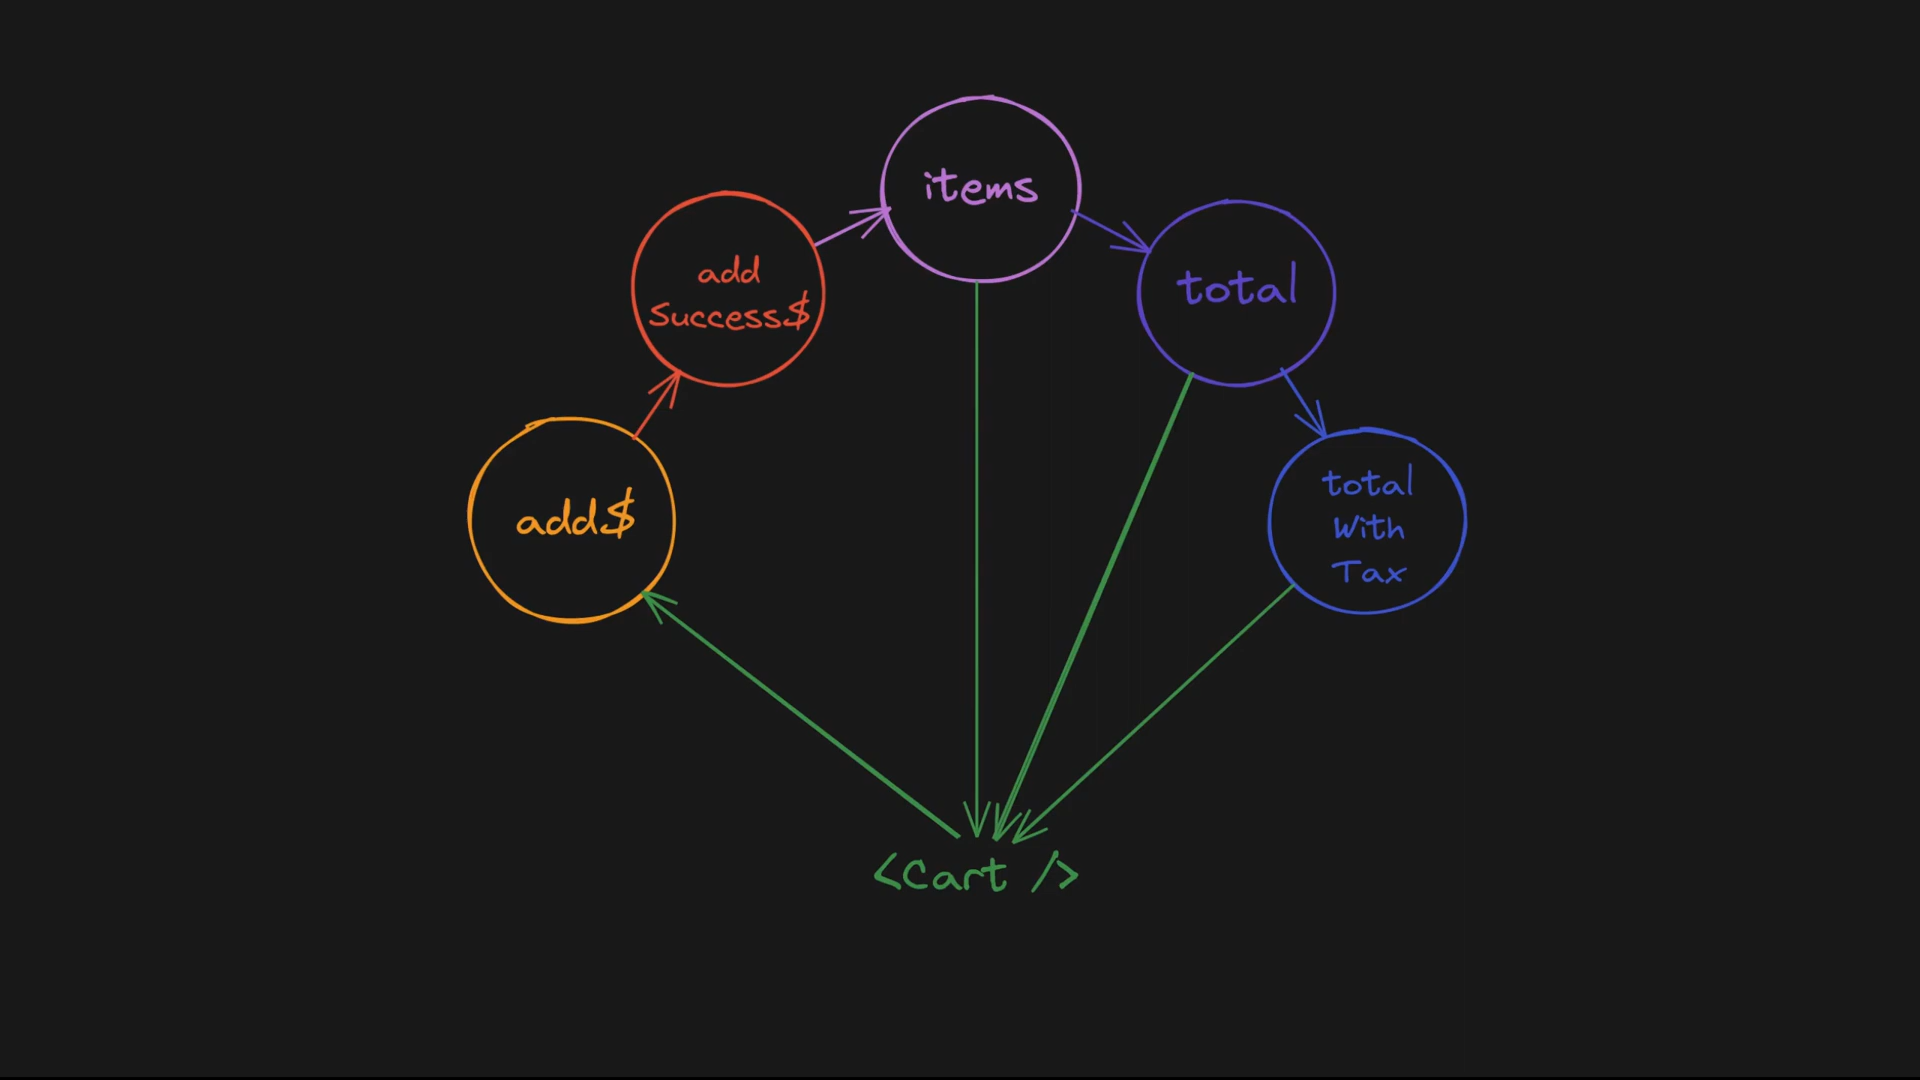 items
add
Success$
total
add$
total
With
Tax
<Cart />